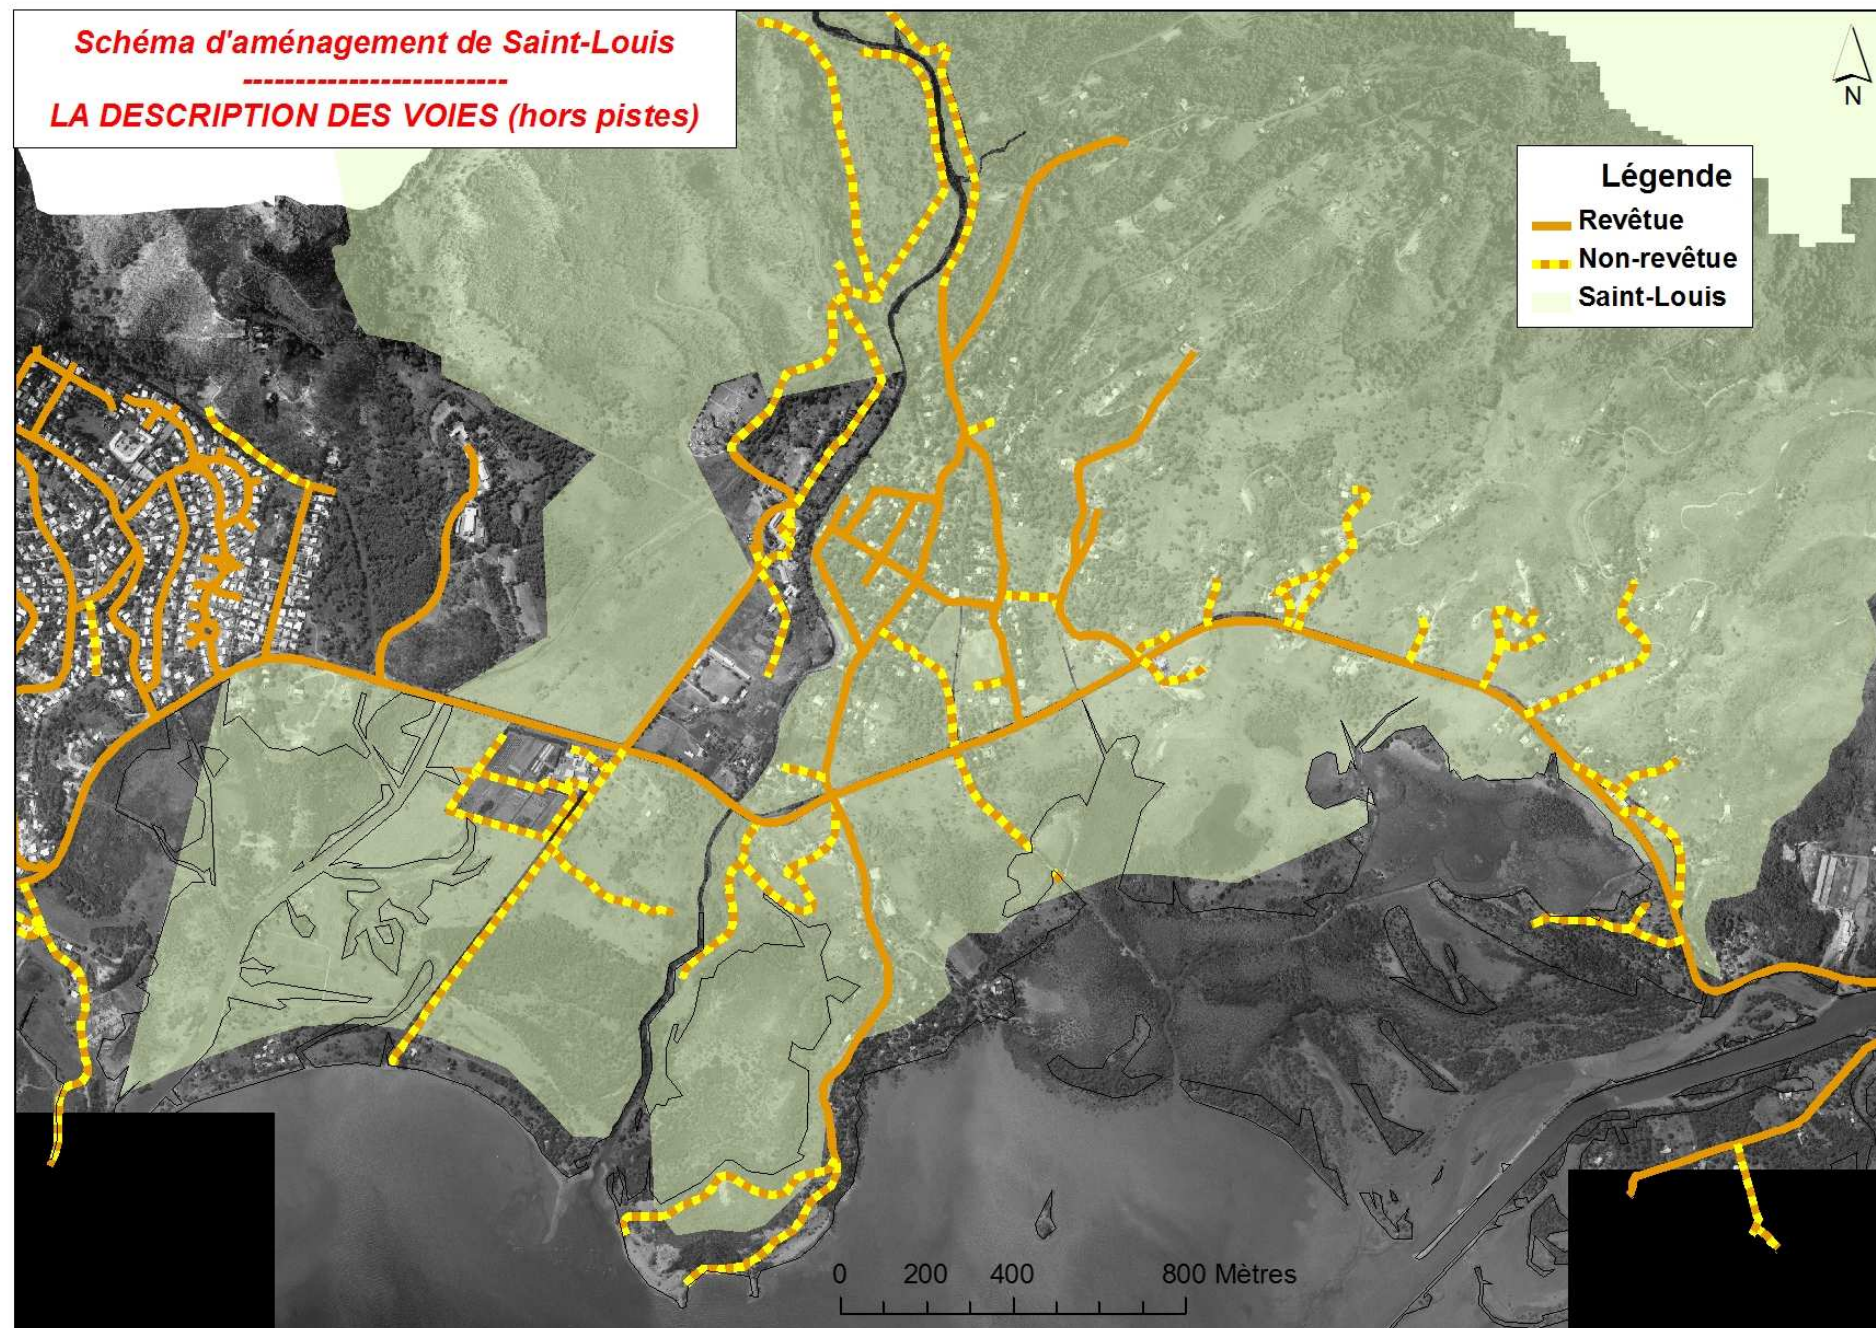 Schéma d'aménagement de Saint-Louis
-------------------------
LA DESCRIPTION DES VOIES (hors pistes)
N
Légende
Revêtue
Non-revêtue
Saint-Louis
0 200 400 800 Mètres